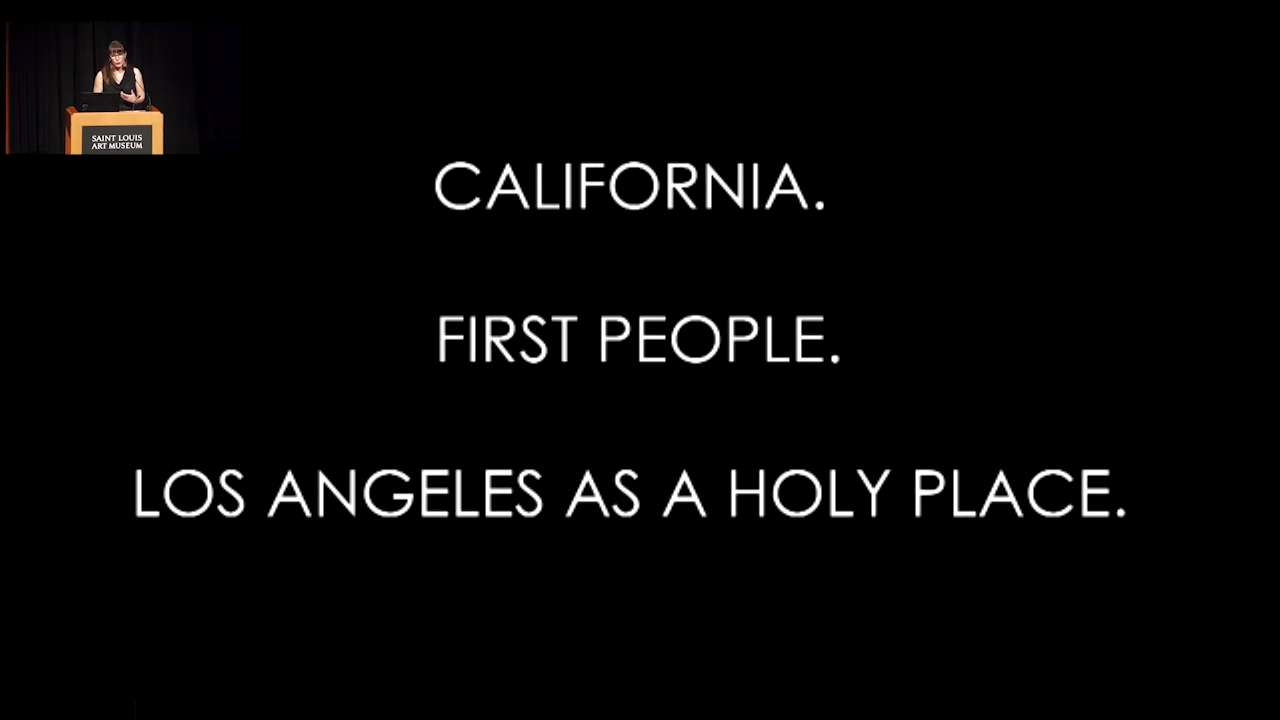 SAINT LOUIS
ART MUSEUM
CALIFORNIA.
FIRST PEOPLE.
LOS ANGELES AS A HOLY PLACE.